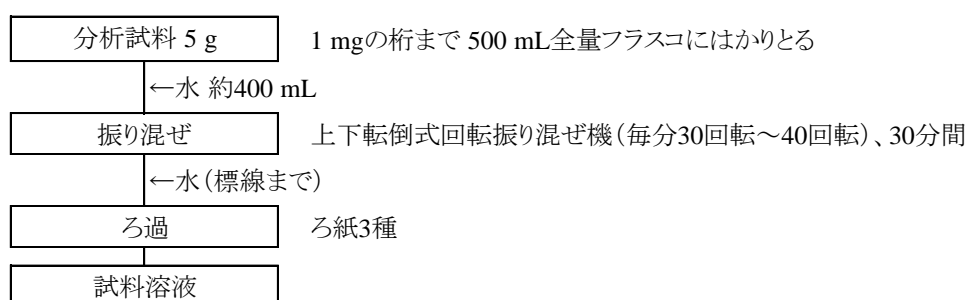 分析試料 5 g 1 mgの桁まで 500 mL全量フラスコにはかりとる
←水 約400 mL
振り混ぜ 上下転倒式回転振り混ぜ機（毎分30回転～40回転）、30分間
←水（標線まで）
ろ過 ろ紙3種
試料溶液